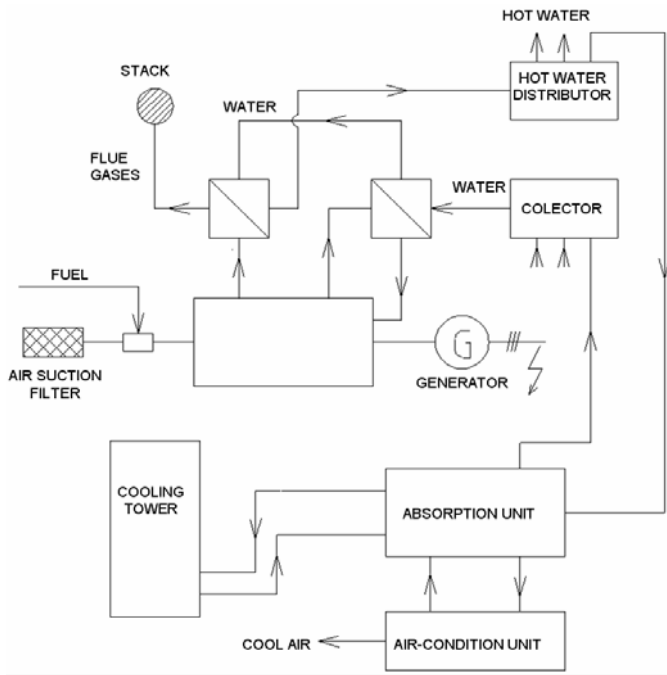 HOT WATER
STACK
HOT WATER
DISTRIBUTOR
WATER
FLUE
GASES
WATER
COLECTOR
FUEL
AIR SUCTION
FILTER
G
GENERATOR
COOLING
TOWER
ABSORPTION UNIT
COOL AIR
AIR-CONDITION UNIT